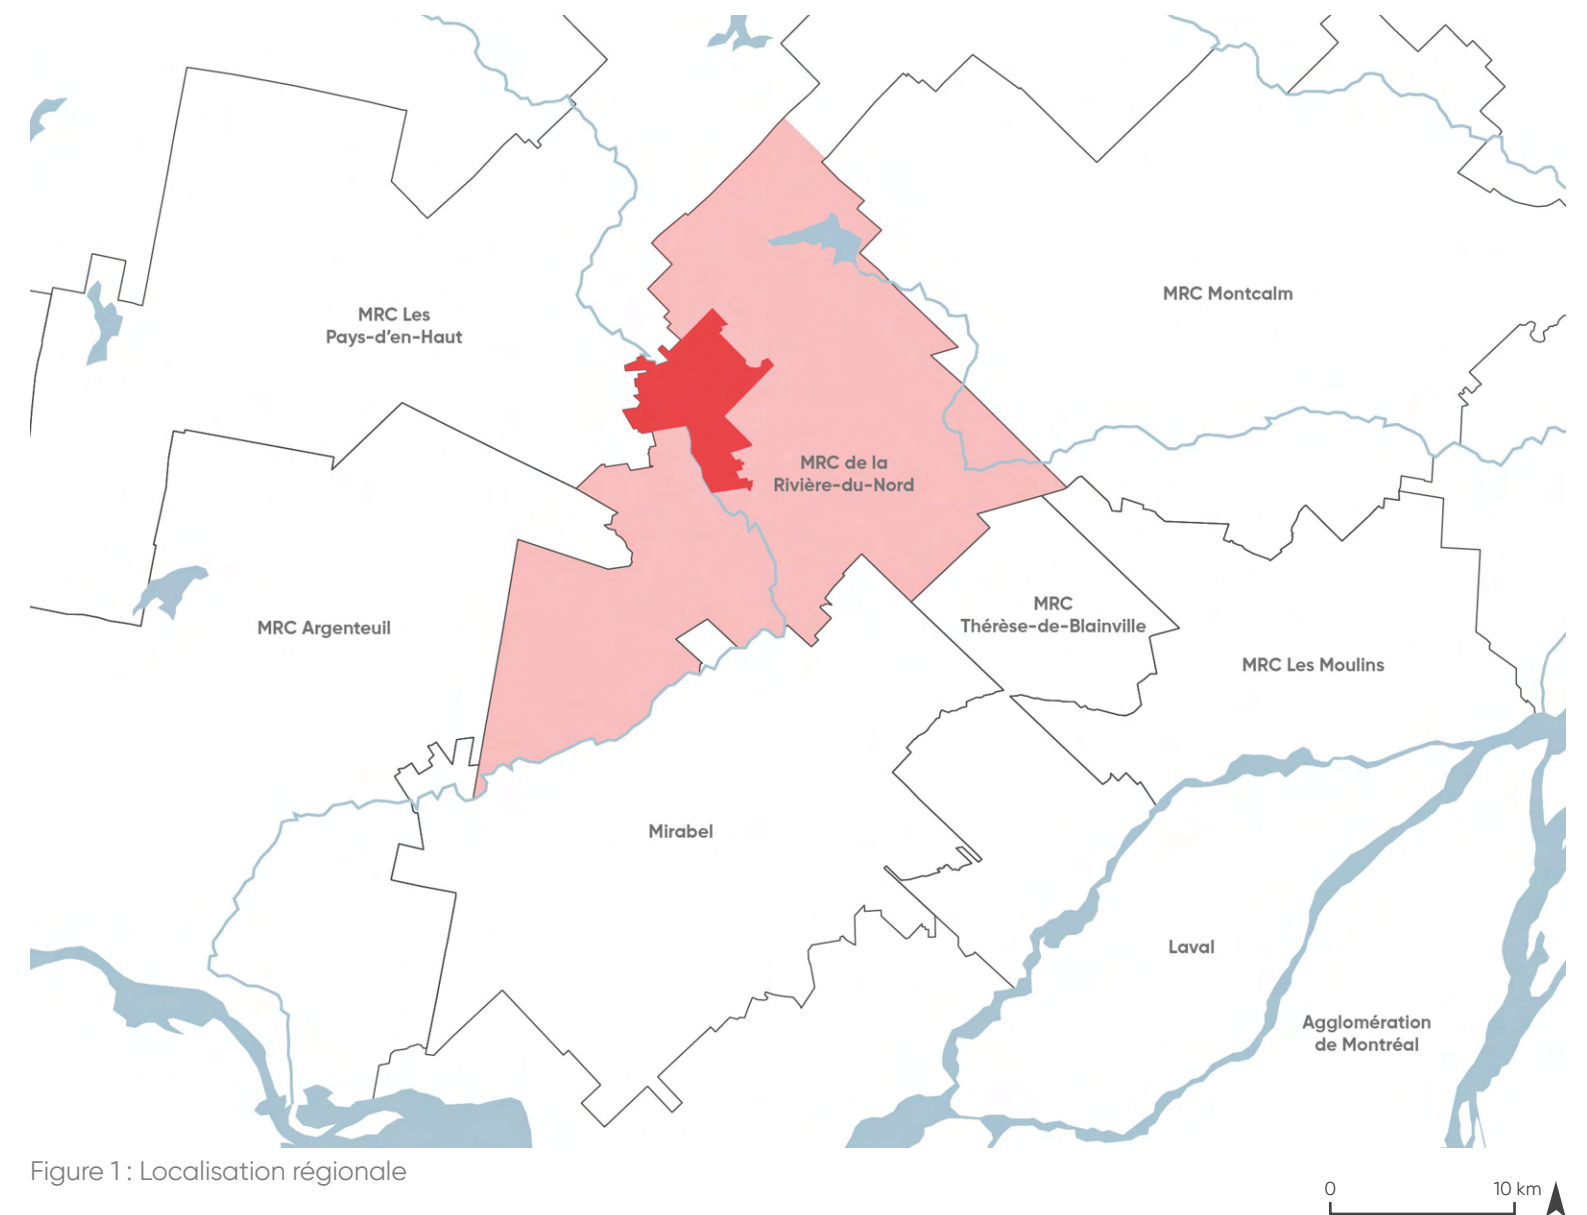 MRC Montcalm
MRC Les
Pays-d'en-Haut
MRC de la
Rivière-du-Nord
MRC
Thérèse-de-Blainville
MRC Argenteuil
MRC Les Moulins
Mirabel
Laval
Agglomération
de Montréal
Figure 1 : Localisation régionale
0 10 km